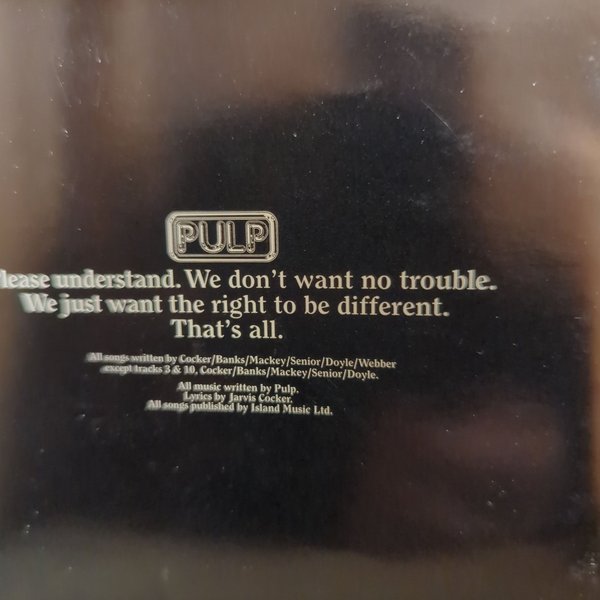 PULP
Please understand. We don't want no trouble.
We just want the right to be different.
That's all.
All songs written by Cocker/Banks/Mackey/Senior/Doyle/Webber
except tracks 3 & 10, Cocker/Banks/Mackey/Senior/Doyle.
All music written by Pulp.
Lyrics by Jarvis Cocker.
All songs published by Island Music Ltd.